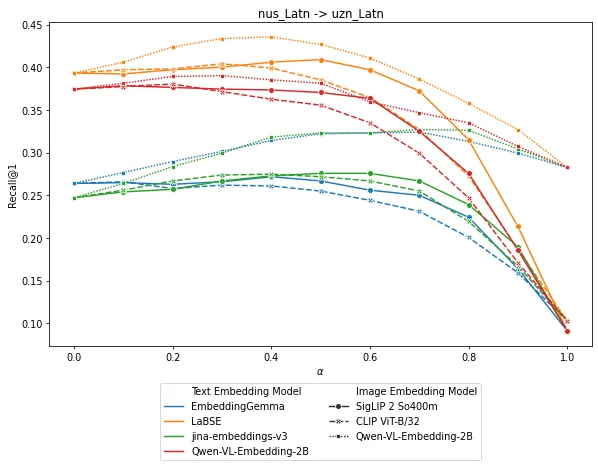 nus_Latn -> uzn_Latn
0.45
0.40
0.35
0.30
0.25
0.20
0.15
0.10
Recall@1
0.0
0.2
0.4
0.6
0.8
1.0
α
Text Embedding Model
EmbeddingGemma
LaBSE
jina-embeddings-v3
Qwen-VL-Embedding-2B
Image Embedding Model
SigLIP 2 So400m
CLIP ViT-B/32
Qwen-VL-Embedding-2B